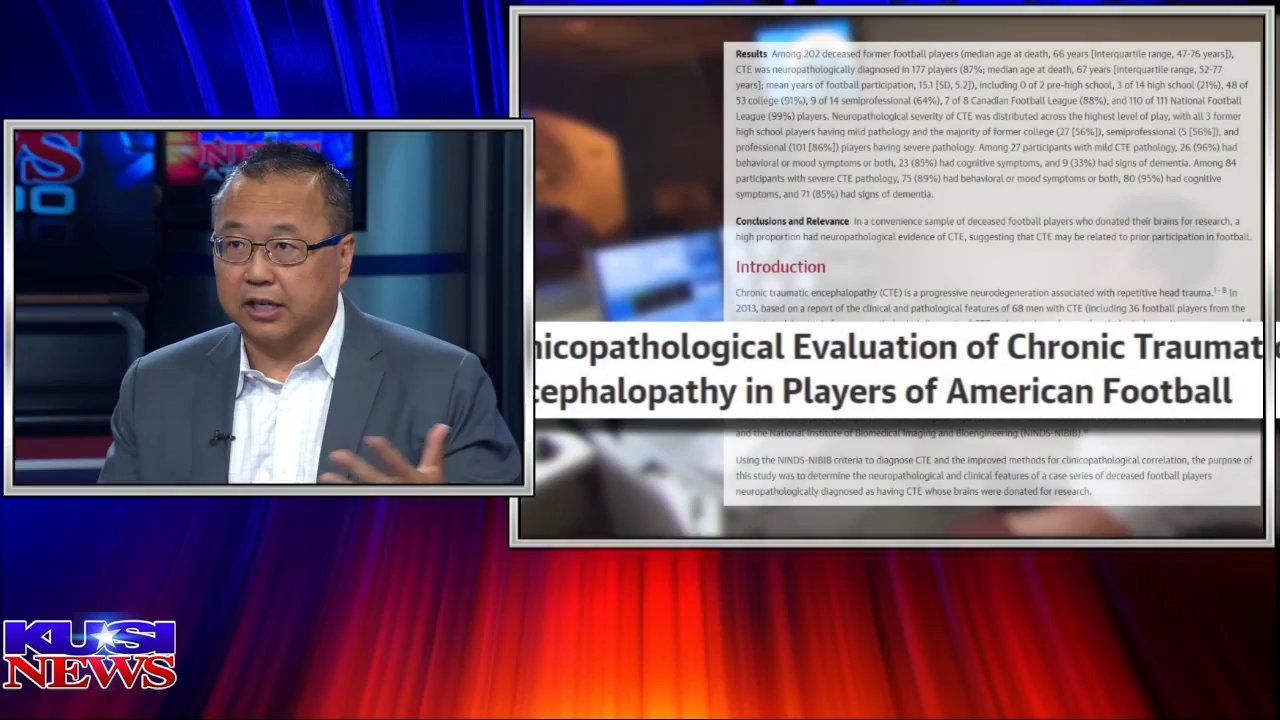 NEWS
Results Among 202 deceased former football players (median age at death, 66 years [interquartile range, 47-76 years]),
CTE was neuropathologically diagnosed in 177 players (87%; median age at death, 67 years [interquartile range, 52-77
years]; mean years of football participation, 15.1 [SD, 5.2]), including 0 of 2 pre-high school, 3 of 14 high school (21%), 48 of
53 college (91%), 9 of 14 semiprofessional (64%), 7 of 8 Canadian Football League (88%), and 110 of 111 National Football
League (99%) players. Neuropathological severity of CTE was distributed across the highest level of play, with all 3 former
high school players having mild pathology and the majority of former college (27 [56%]), semiprofessional (5 [56%]), and
professional (101 [86%]) players having severe pathology. Among 27 participants with mild CTE pathology, 26 (96%) had
behavioral or mood symptoms or both, 23 (85%) had cognitive symptoms, and 9 (33%) had signs of dementia. Among 84
participants with severe CTE pathology, 75 (89%) had behavioral or mood symptoms or both, 80 (95%) had cognitive
symptoms, and 71 (85%) had signs of dementia.
Conclusions and Relevance In a convenience sample of deceased football players who donated their brains for research, a
high proportion had neuropathological evidence of CTE, suggesting that CTE may be related to prior participation in football.
Introduction
Chronic traumatic encephalopathy (CTE) is a progressive neurodegeneration associated with repetitive head trauma.1-8 In
2013, based on a report of the clinical and pathological features of 68 men with CTE (including 36 football players from the
nicopathological Evaluation of Chronic Traumat
cephalopathy in Players of American Football
and the National Institute of Biomedical Imaging and Bioengineering (NINDS-NIBIB).
Using the NINDS-NIBIB criteria to diagnose CTE and the improved methods for clinicopathological correlation, the purpose of
this study was to determine the neuropathological and clinical features of a case series of deceased football players
neuropathologically diagnosed as having CTE whose brains were donated for research.
KUSI
NEWS